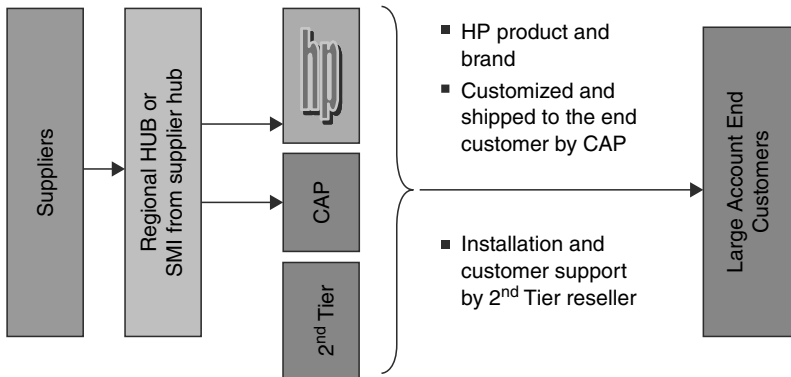 Suppliers
Regional HUB or
SMI from supplier hub
hp
CAP
2nd Tier
▪ HP product and
brand
▪ Customized and
shipped to the end
customer by CAP
▪ Installation and
customer support
by 2nd Tier reseller
Large Account End
Customers